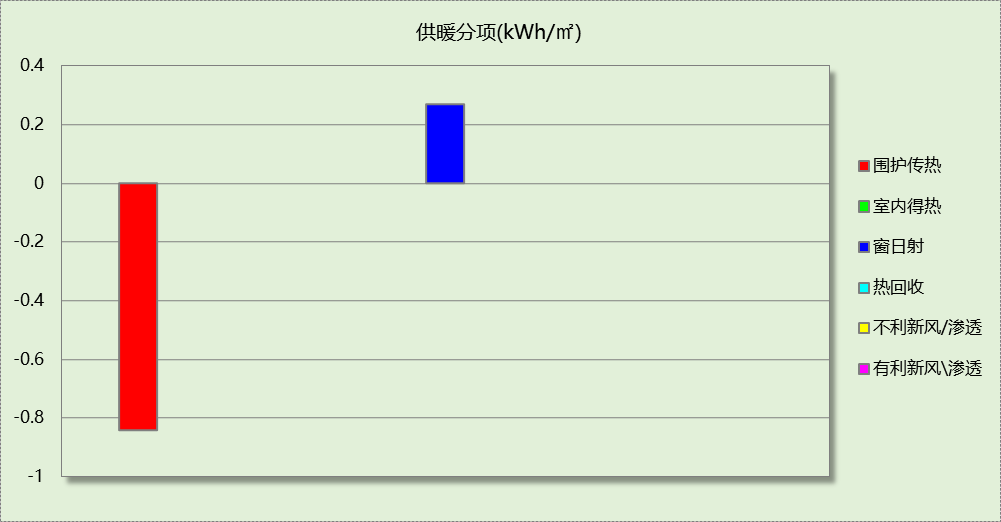 供暖分项(kWh/㎡)
0.4
0.2
0
-0.2
-0.4
-0.6
-0.8
-1
围护传热
室内得热
窗日射
热回收
不利新风/渗透
有利新风\渗透